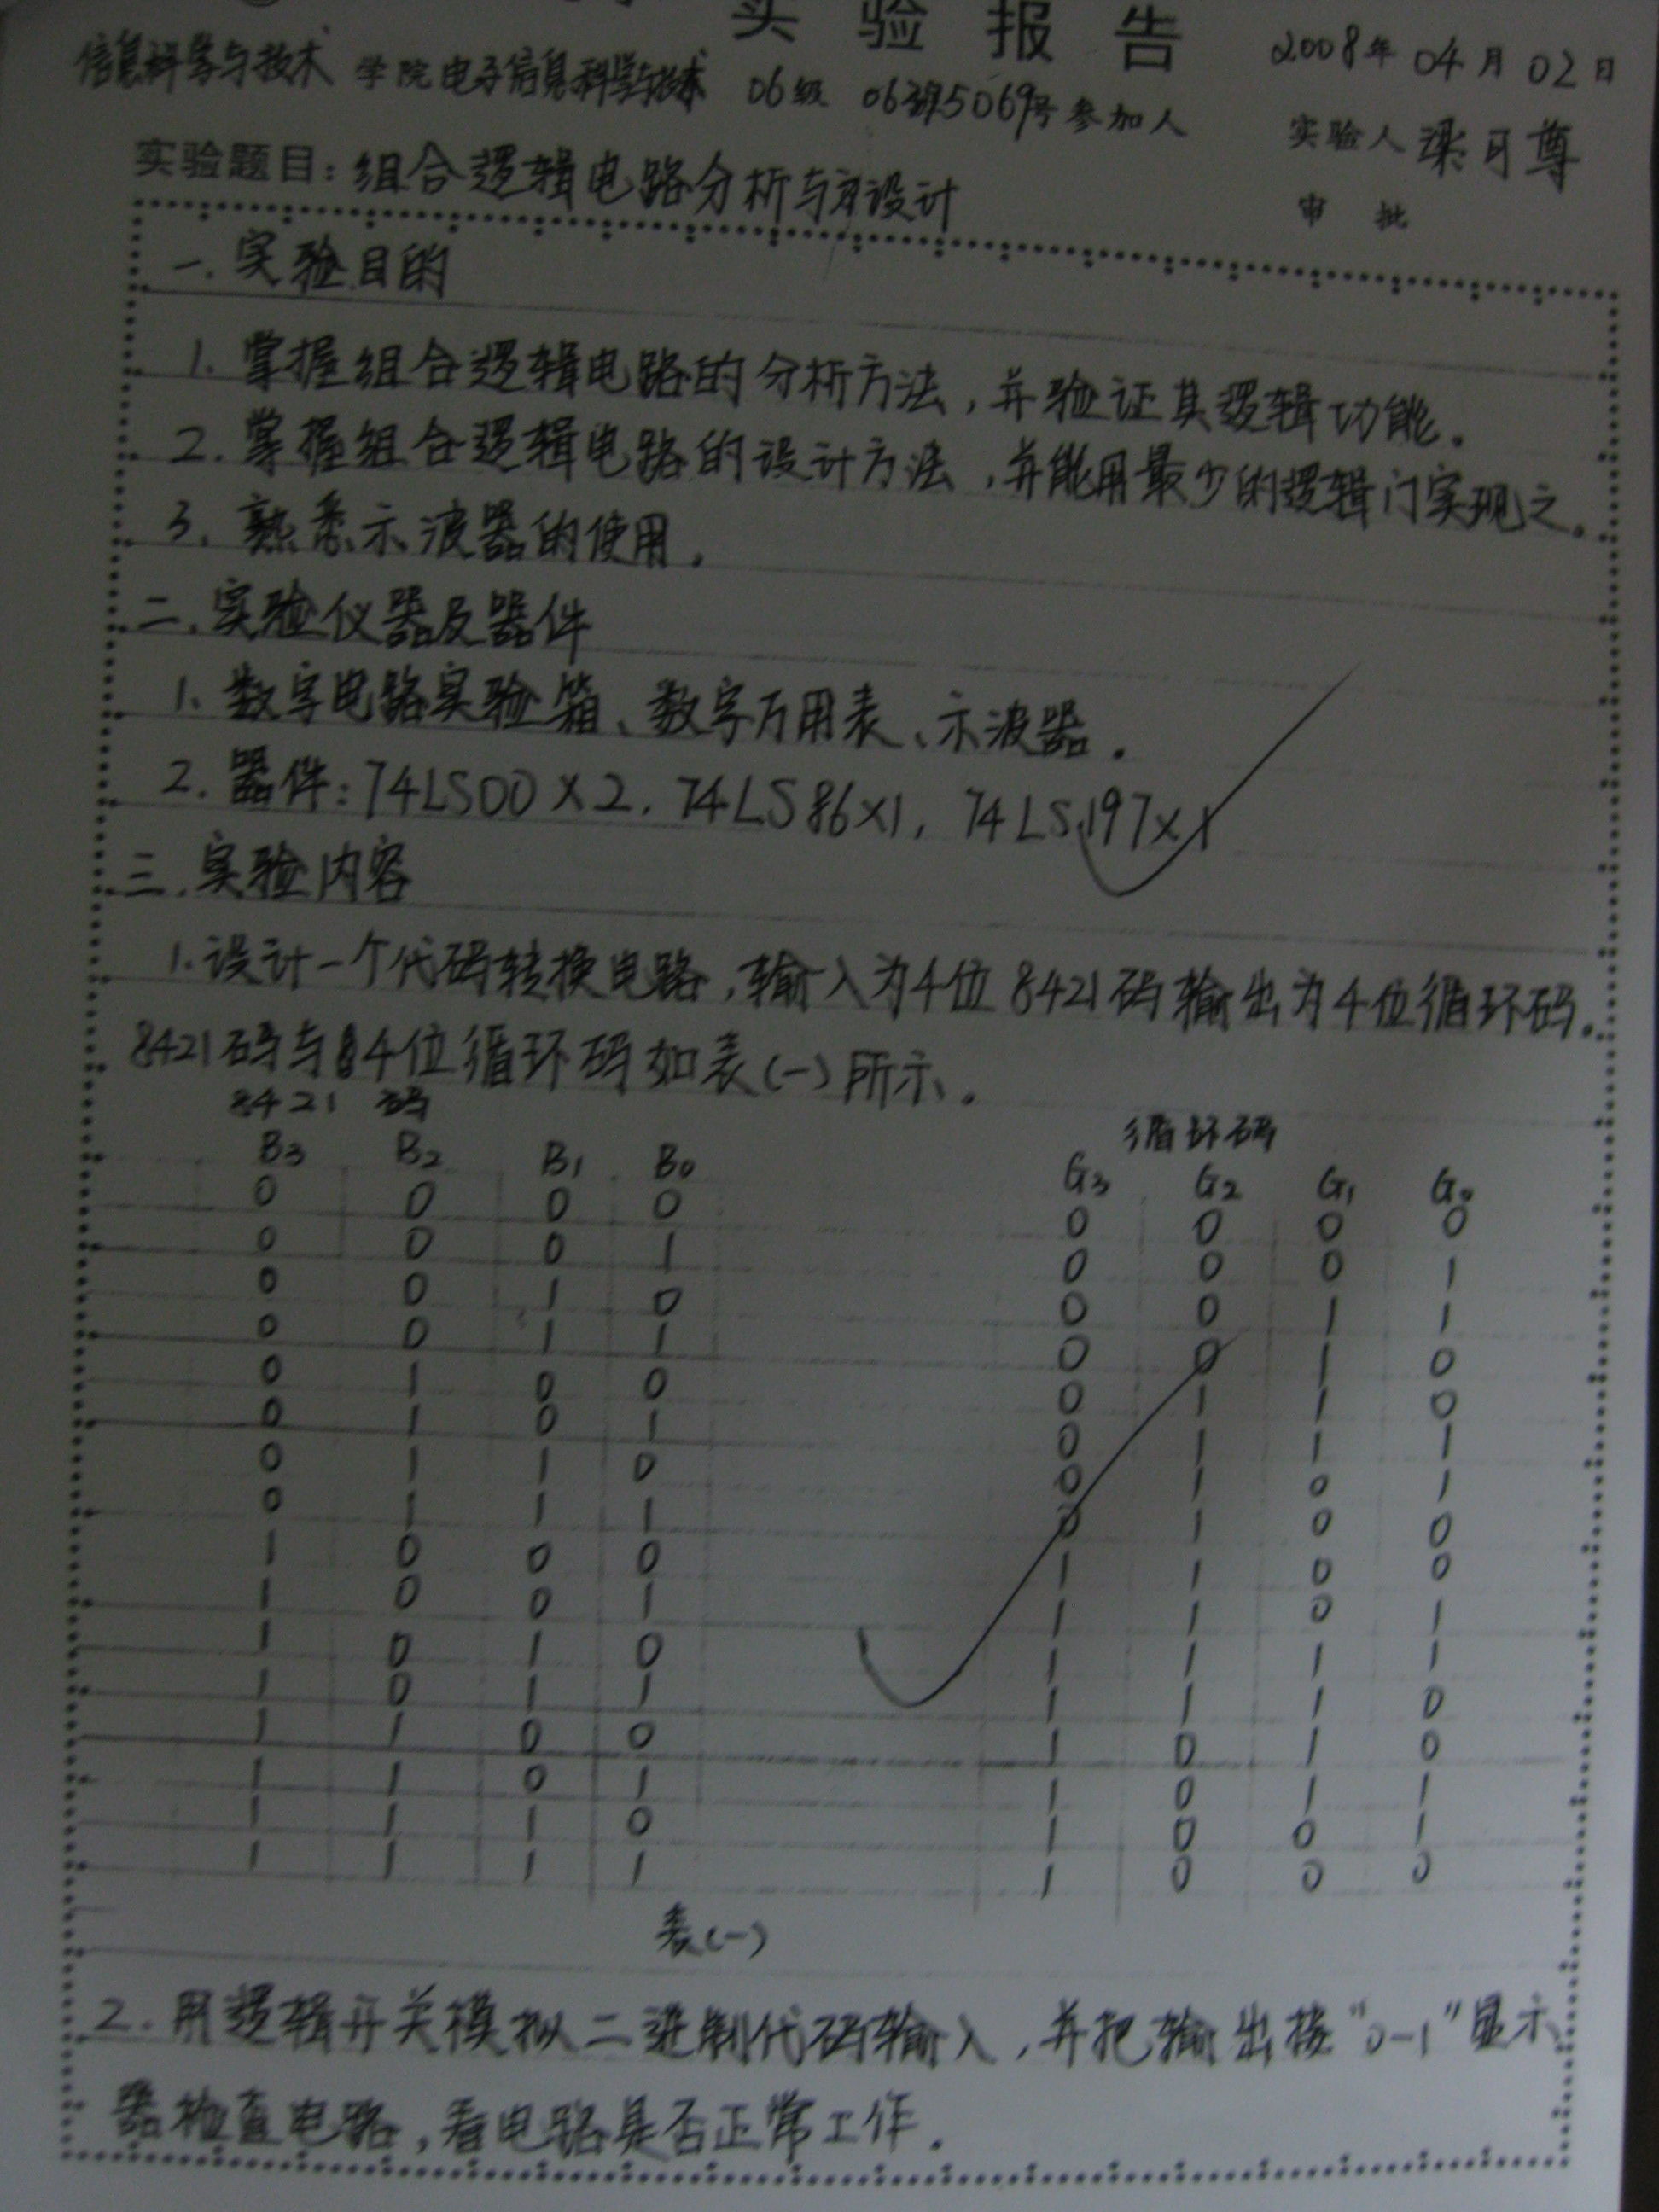 实验报告
2008年 04月 02日
信息科学与技术 学院 电子信息科学与技术 06级 06班5069号 参加人
实验人 梁可尊
实验题目：组合逻辑电路分析与设计
审 批
一. 实验目的
1. 掌握组合逻辑电路的分析方法，并验证其逻辑功能。
2. 掌握组合逻辑电路的设计方法，并能用最少的逻辑门实现之。
3. 熟悉示波器的使用。
二. 实验仪器及器件
1. 数字电路实验箱、数字万用表、示波器。
2. 器件：74LS00×2. 74LS86×1, 74LS197×1
三. 实验内容
1. 设计一个代码转换电路，输入为4位8421码输出为4位循环码。
8421码与4位循环码如表(一)所示。
8421 码 循环码
B3 B2 B1 B0 G3 G2 G1 G0
0 0 0 0 0 0 0 0
0 0 0 1 0 0 0 1
0 0 1 0 0 0 1 1
0 0 1 1 0 0 1 0
0 1 0 0 0 1 1 0
0 1 0 1 0 1 1 1
0 1 1 0 0 1 0 1
0 1 1 1 0 1 0 0
1 0 0 0 1 1 0 0
1 0 0 1 1 1 0 1
1 0 1 0 1 1 1 1
1 0 1 1 1 1 1 0
1 1 0 0 1 0 1 0
1 1 0 1 1 0 1 1
1 1 1 0 1 0 0 1
1 1 1 1 1 0 0 0
表(一)
2. 用逻辑开关模拟二进制代码输入，并把输出接“0-1”显示
器检查电路，看电路是否正常工作.